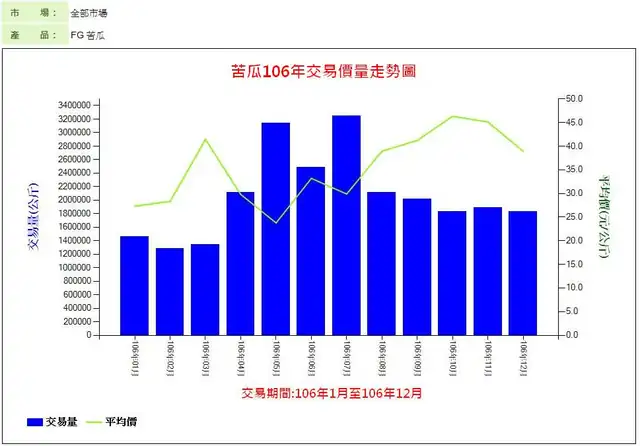 市　場： 全部市場
產　品： FG 苦瓜
苦瓜106年交易價量走勢圖
3400000
3200000
3000000
2800000
2600000
2400000
2200000
2000000
1800000
1600000
1400000
1200000
1000000
800000
600000
400000
200000
0
交易量(公斤)
50.0
45.0
40.0
35.0
30.0
25.0
20.0
15.0
10.0
5.0
0.0
平均價(元/公斤)
106年01月
106年02月
106年03月
106年04月
106年05月
106年06月
106年07月
106年08月
106年09月
106年10月
106年11月
106年12月
交易期間:106年1月至106年12月
交易量 平均價